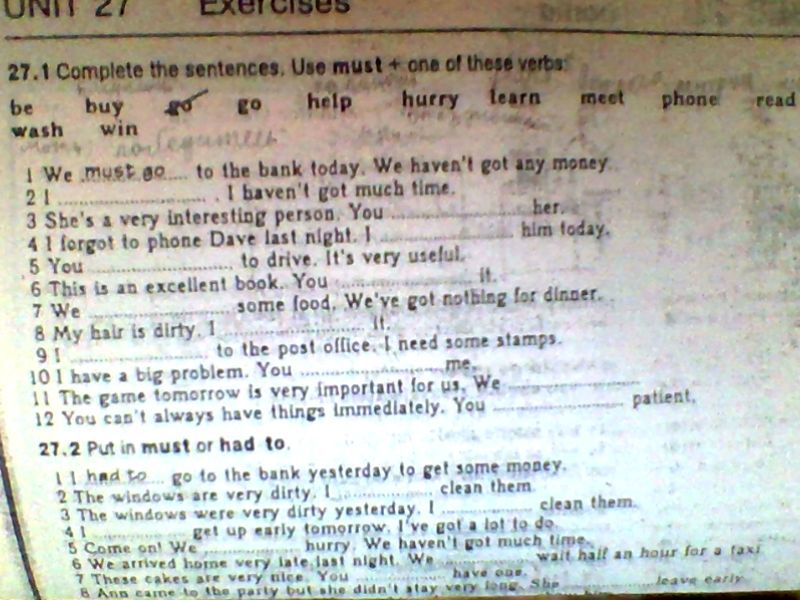 UNIT 27 Exercises
27.1 Complete the sentences. Use must + one of these verbs:
be buy go go help hurry learn meet phone read
wash win
1 We must go to the bank today. We haven't got any money.
2 I .................... . I haven't got much time.
3 She's a very interesting person. You .................... her.
4 I forgot to phone Dave last night. I .................... him today.
5 You .................... to drive. It's very useful.
6 This is an excellent book. You .................... it.
7 We .................... some food. We've got nothing for dinner.
8 My hair is dirty. I .................... it.
9 I .................... to the post office. I need some stamps.
10 I have a big problem. You .................... me.
11 The game tomorrow is very important for us. We ....................
12 You can't always have things immediately. You .................... patient.
27.2 Put in must or had to.
1 I had to go to the bank yesterday to get some money.
2 The windows are very dirty. I .................... clean them.
3 The windows were very dirty yesterday. I .................... clean them.
4 I .................... get up early tomorrow. I've got a lot to do.
5 Come on! We .................... hurry. We haven't got much time.
6 We arrived home very late last night. We .................... wait half an hour for a taxi.
7 These cakes are very nice. You .................... have one.
8 Ann came to the party but she didn't stay very long. She .................... leave early.